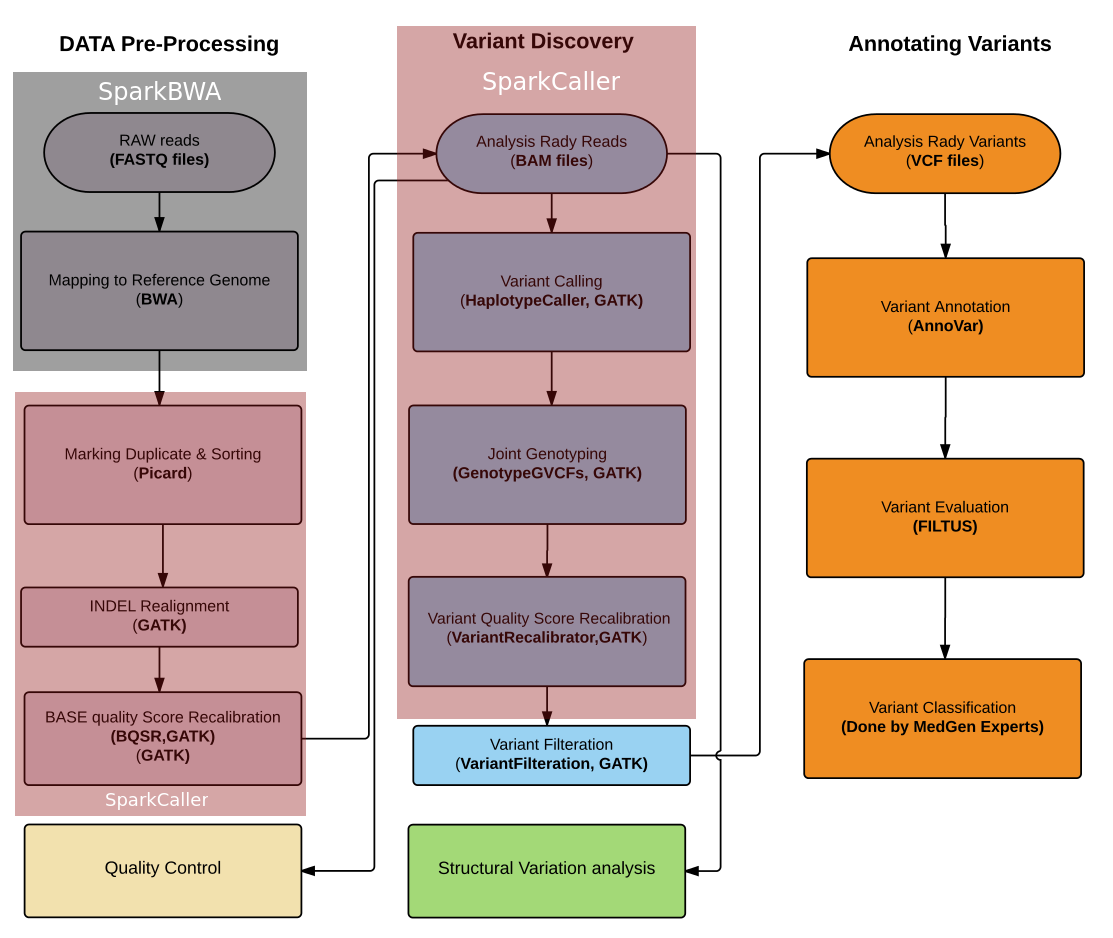 DATA Pre-Processing
SparkBWA
RAW reads
(FASTQ files)
Mapping to Reference Genome
(BWA)
Marking Duplicate & Sorting
(Picard)
INDEL Realignment
(GATK)
BASE quality Score Recalibration
(BQSR,GATK)
(GATK)
SparkCaller
Quality Control
Variant Discovery
SparkCaller
Analysis Rady Reads
(BAM files)
Variant Calling
(HaplotypeCaller, GATK)
Joint Genotyping
(GenotypeGVCFs, GATK)
Variant Quality Score Recalibration
(VariantRecalibrator,GATK)
Variant Filteration
(VariantFilteration, GATK)
Structural Variation analysis
Annotating Variants
Analysis Rady Variants
(VCF files)
Variant Annotation
(AnnoVar)
Variant Evaluation
(FILTUS)
Variant Classification
(Done by MedGen Experts)